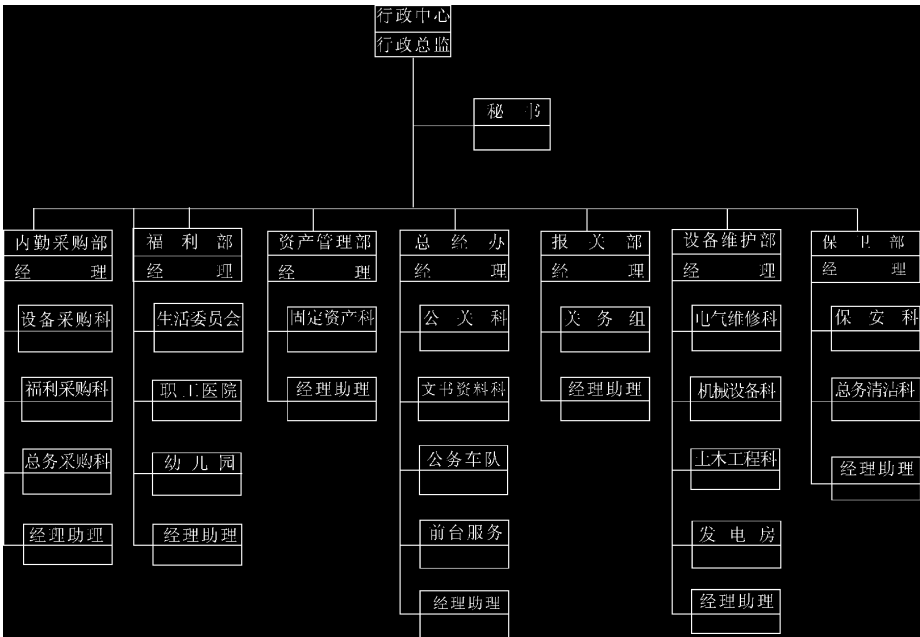 行政中心
行政总监
秘 书
内勤采购部
经 理
设备采购科
福利采购科
总务采购科
经理助理
福 利 部
经 理
生活委员会
职工医院
幼 儿 园
经理助理
资产管理部
经 理
固定资产科
经理助理
总 经 办
经 理
公 关 科
文书资料科
公务车队
前台服务
经理助理
报 关 部
经 理
关 务 组
经理助理
设备维护部
经 理
电气维修科
机械设备科
土木工程科
发 电 房
经理助理
保 卫 部
经 理
保 安 科
总务清洁科
经理助理